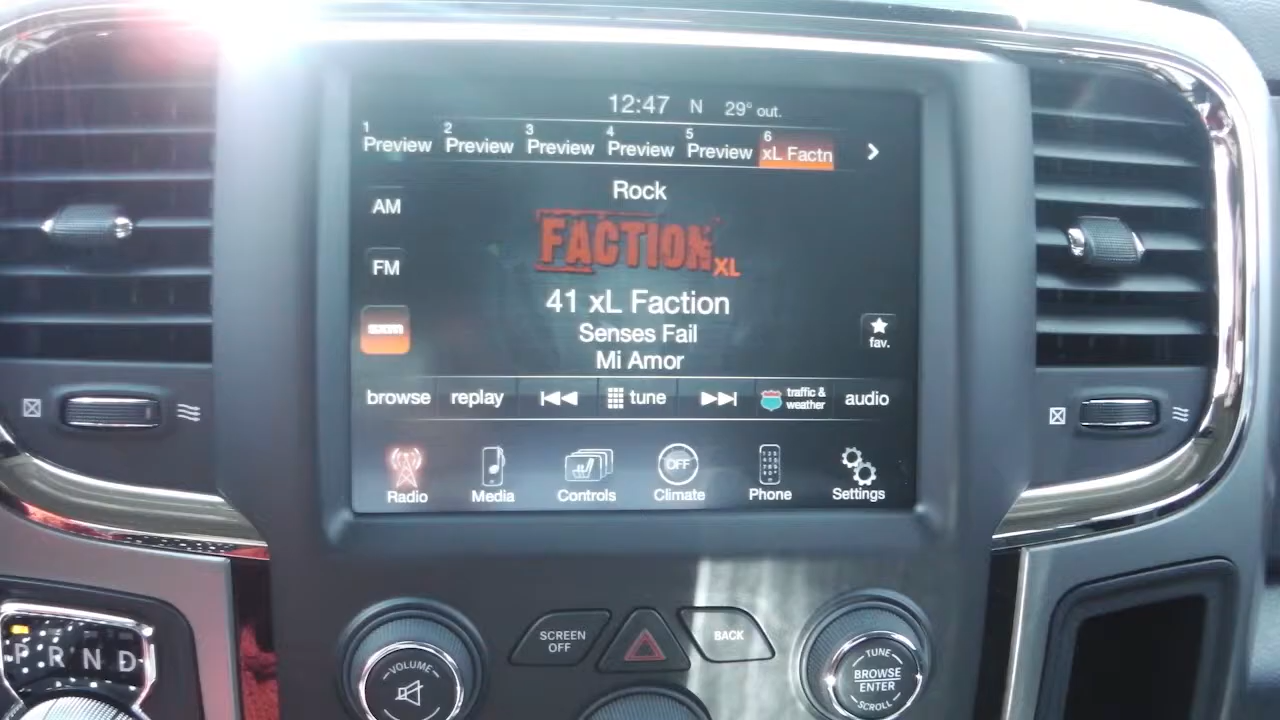 12:47 N 29° out.
1 Preview 2 Preview 3 Preview 4 Preview 5 Preview 6 xL Factn
Rock
AM
FACTION XL
FM
41 xL Faction
sxm
Senses Fail
fav.
Mi Amor
browse replay tune traffic & weather audio
OFF
Radio Media Controls Climate Phone Settings
SCREEN OFF
BACK
VOLUME
TUNE
BROWSE
ENTER
SCROLL
P R N D